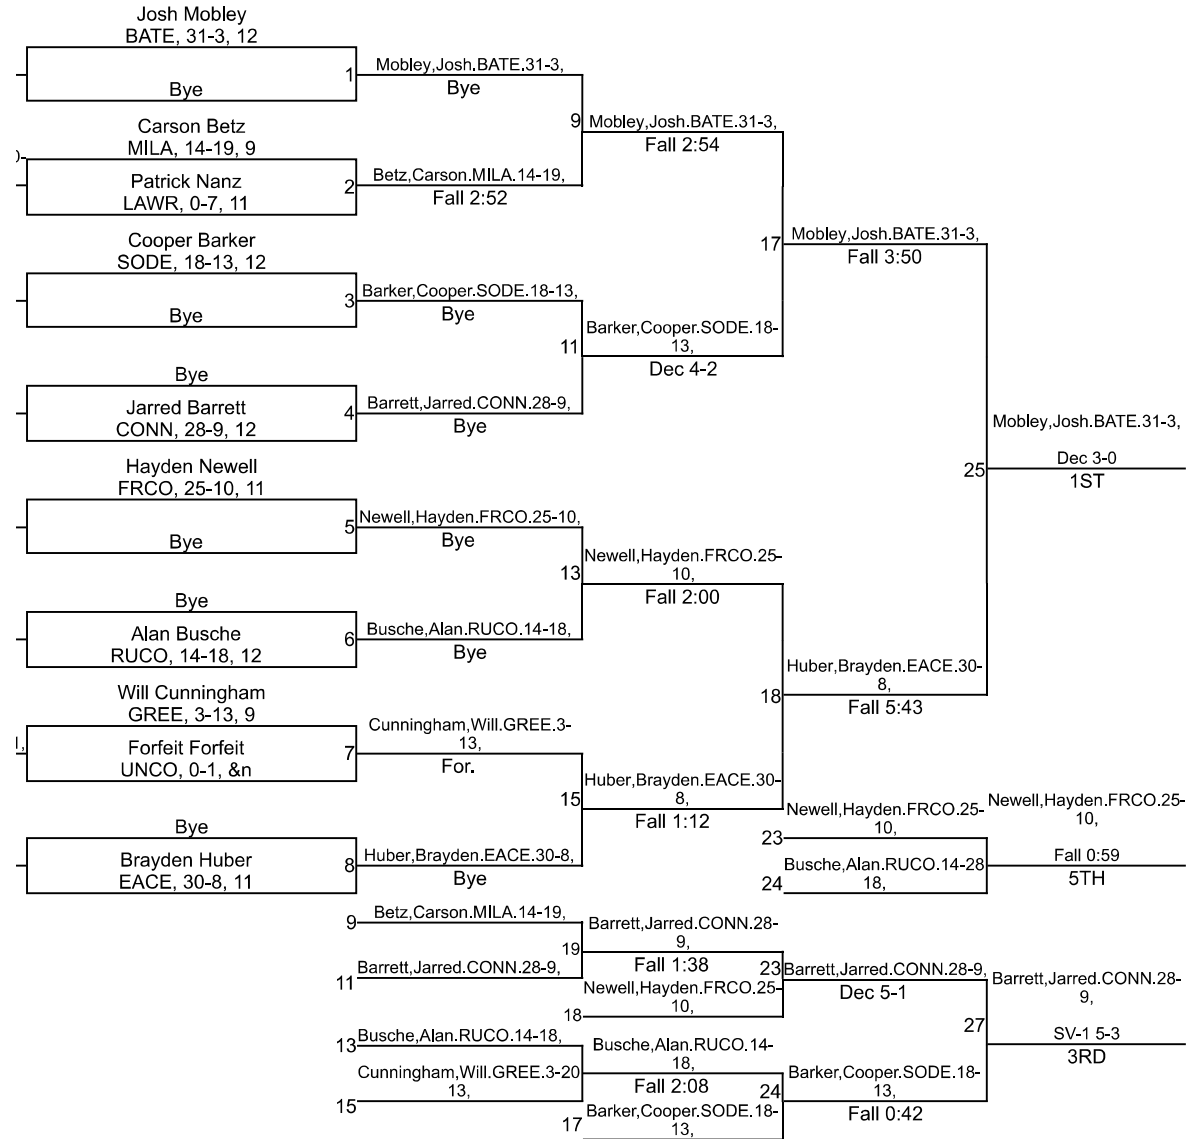 Josh Mobley
BATE, 31-3, 12
Bye
1
Mobley,Josh.BATE.31-3,
Bye
Carson Betz
MILA, 14-19, 9
Patrick Nanz
LAWR, 0-7, 11
2
Betz,Carson.MILA.14-19,
Fall 2:52
9
Mobley,Josh.BATE.31-3,
Fall 2:54
Cooper Barker
SODE, 18-13, 12
Bye
3
Barker,Cooper.SODE.18-13,
Bye
Bye
Jarred Barrett
CONN, 28-9, 12
4
Barrett,Jarred.CONN.28-9,
Bye
11
Barker,Cooper.SODE.18-
13,
Dec 4-2
17
Mobley,Josh.BATE.31-3,
Fall 3:50
Hayden Newell
FRCO, 25-10, 11
Bye
5
Newell,Hayden.FRCO.25-10,
Bye
Bye
Alan Busche
RUCO, 14-18, 12
6
Busche,Alan.RUCO.14-18,
Bye
13
Newell,Hayden.FRCO.25-
10,
Fall 2:00
Will Cunningham
GREE, 3-13, 9
Forfeit Forfeit
UNCO, 0-1, &n
7
Cunningham,Will.GREE.3-
13,
For.
Bye
Brayden Huber
EACE, 30-8, 11
8
Huber,Brayden.EACE.30-8,
Bye
15
Huber,Brayden.EACE.30-
8,
Fall 1:12
18
Huber,Brayden.EACE.30-
8,
Fall 5:43
25
Mobley,Josh.BATE.31-3,
Dec 3-0
1ST
23
Newell,Hayden.FRCO.25-
10,
24
Busche,Alan.RUCO.14-28
18,
Newell,Hayden.FRCO.25-
10,
Fall 0:59
5TH
9
Betz,Carson.MILA.14-19,
11
Barrett,Jarred.CONN.28-9,
19
Barrett,Jarred.CONN.28-
9,
Fall 1:38
18
Newell,Hayden.FRCO.25-
10,
23
Barrett,Jarred.CONN.28-9,
Dec 5-1
13
Busche,Alan.RUCO.14-18,
15
Cunningham,Will.GREE.3-20
13,
Busche,Alan.RUCO.14-
18,
Fall 2:08
17
Barker,Cooper.SODE.18-
13,
24
Barker,Cooper.SODE.18-
13,
Fall 0:42
27
Barrett,Jarred.CONN.28-
9,
SV-1 5-3
3RD